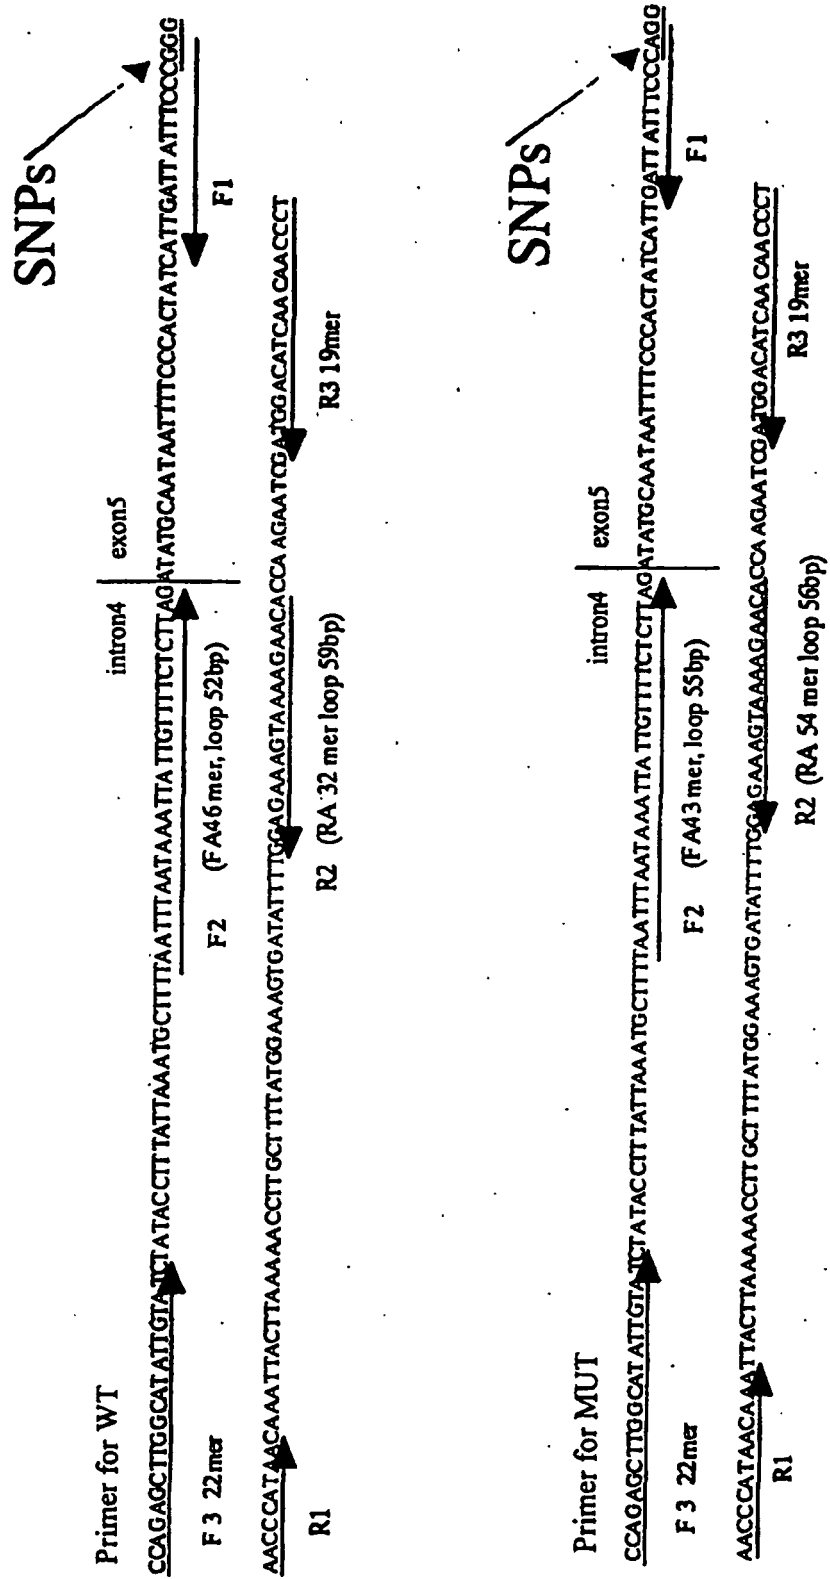 SNPs
Primer for WT
intron4 exon5
CCAGAGCTTGGCATATTGTATCTATACCTTTATTAAATGCTTTTAATTTAATAAATTATTGTTTTCTCTTAGATATGCAATAATTTTCCCACTATCATTGATTATTTCCCGGG
F3 22mer F2 (FA46 mer, loop 52bp) F1
AACCCATAACAAATTACTTAAAAACCTTGCTTTTATGGAAAGTGATATTTTGGAGAAAGTAAAAGAACACCAAGAATCGATGGACATCAACAACCCT
R1 R2 (RA 32 mer loop 59bp) R3 19mer
SNPs
Primer for MUT
intron4 exon5
CCAGAGCTTGGCATATTGTATCTATACCTTTATTAAATGCTTTTAATTTAATAAATTATTGTTTTCTCTTAGATATGCAATAATTTTCCCACTATCATTGATTATTTCCCAGG
F3 22mer F2 (FA43 mer, loop 55bp) F1
AACCCATAACAAATTACTTAAAAACCTTGCTTTTATGGAAAGTGATATTTTGGAGAAAGTAAAAGAACACCAAGAATCGATGGACATCAACAACCCT
R1 R2 (RA 54 mer loop 56bp) R3 19mer